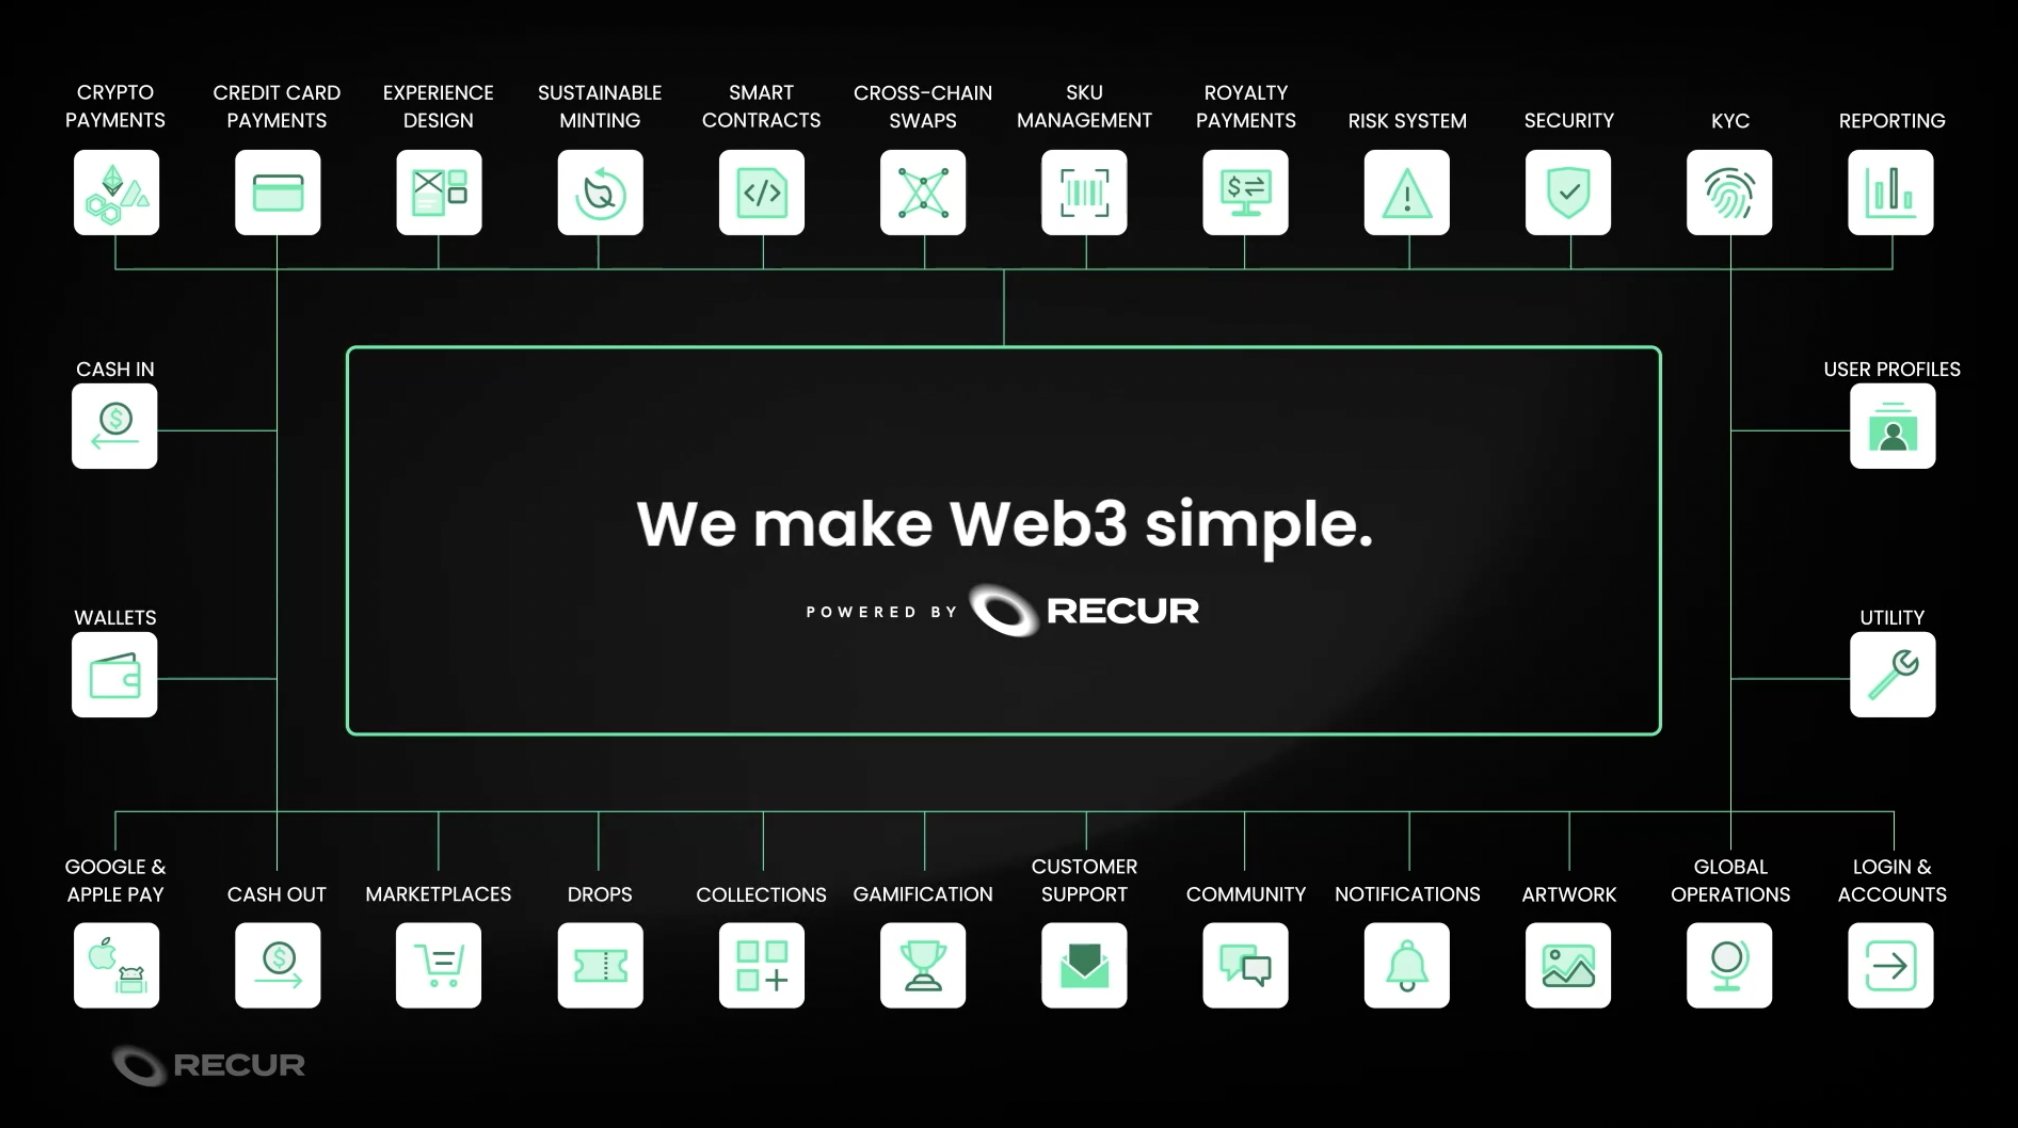 CRYPTO
PAYMENTS
CREDIT CARD
PAYMENTS
EXPERIENCE
DESIGN
SUSTAINABLE
MINTING
SMART
CONTRACTS
CROSS-CHAIN
SWAPS
SKU
MANAGEMENT
ROYALTY
PAYMENTS
RISK SYSTEM
SECURITY
KYC
REPORTING
CASH IN
USER PROFILES
We make Web3 simple.
POWERED BY RECUR
WALLETS
UTILITY
GOOGLE &
APPLE PAY
CASH OUT
MARKETPLACES
DROPS
COLLECTIONS
GAMIFICATION
CUSTOMER
SUPPORT
COMMUNITY
NOTIFICATIONS
ARTWORK
GLOBAL
OPERATIONS
LOGIN &
ACCOUNTS
RECUR